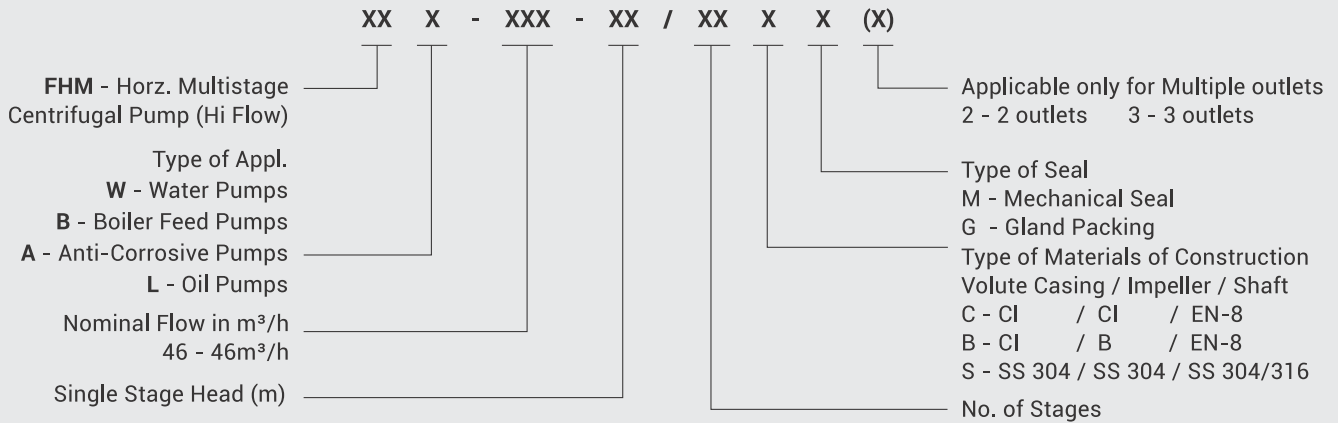 XX X - XXX - XX / XX X X (X)
FHM - Horz. Multistage
Centrifugal Pump (Hi Flow)
Type of Appl.
W - Water Pumps
B - Boiler Feed Pumps
A - Anti-Corrosive Pumps
L - Oil Pumps
Nominal Flow in m³/h
46 - 46m³/h
Single Stage Head (m)
Applicable only for Multiple outlets
2 - 2 outlets 3 - 3 outlets
Type of Seal
M - Mechanical Seal
G - Gland Packing
Type of Materials of Construction
Volute Casing / Impeller / Shaft
C - CI / CI / EN-8
B - CI / B / EN-8
S - SS 304 / SS 304 / SS 304/316
No. of Stages